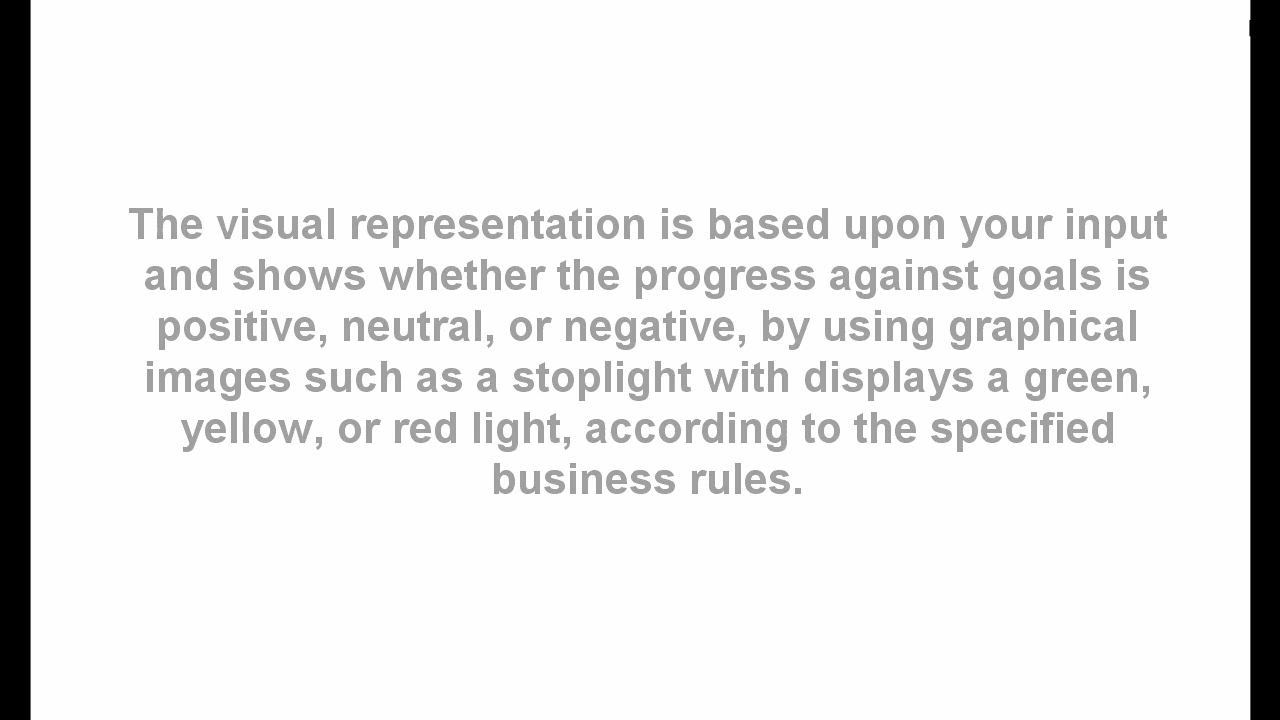 The visual representation is based upon your input
and shows whether the progress against goals is
positive, neutral, or negative, by using graphical
images such as a stoplight with displays a green,
yellow, or red light, according to the specified
business rules.